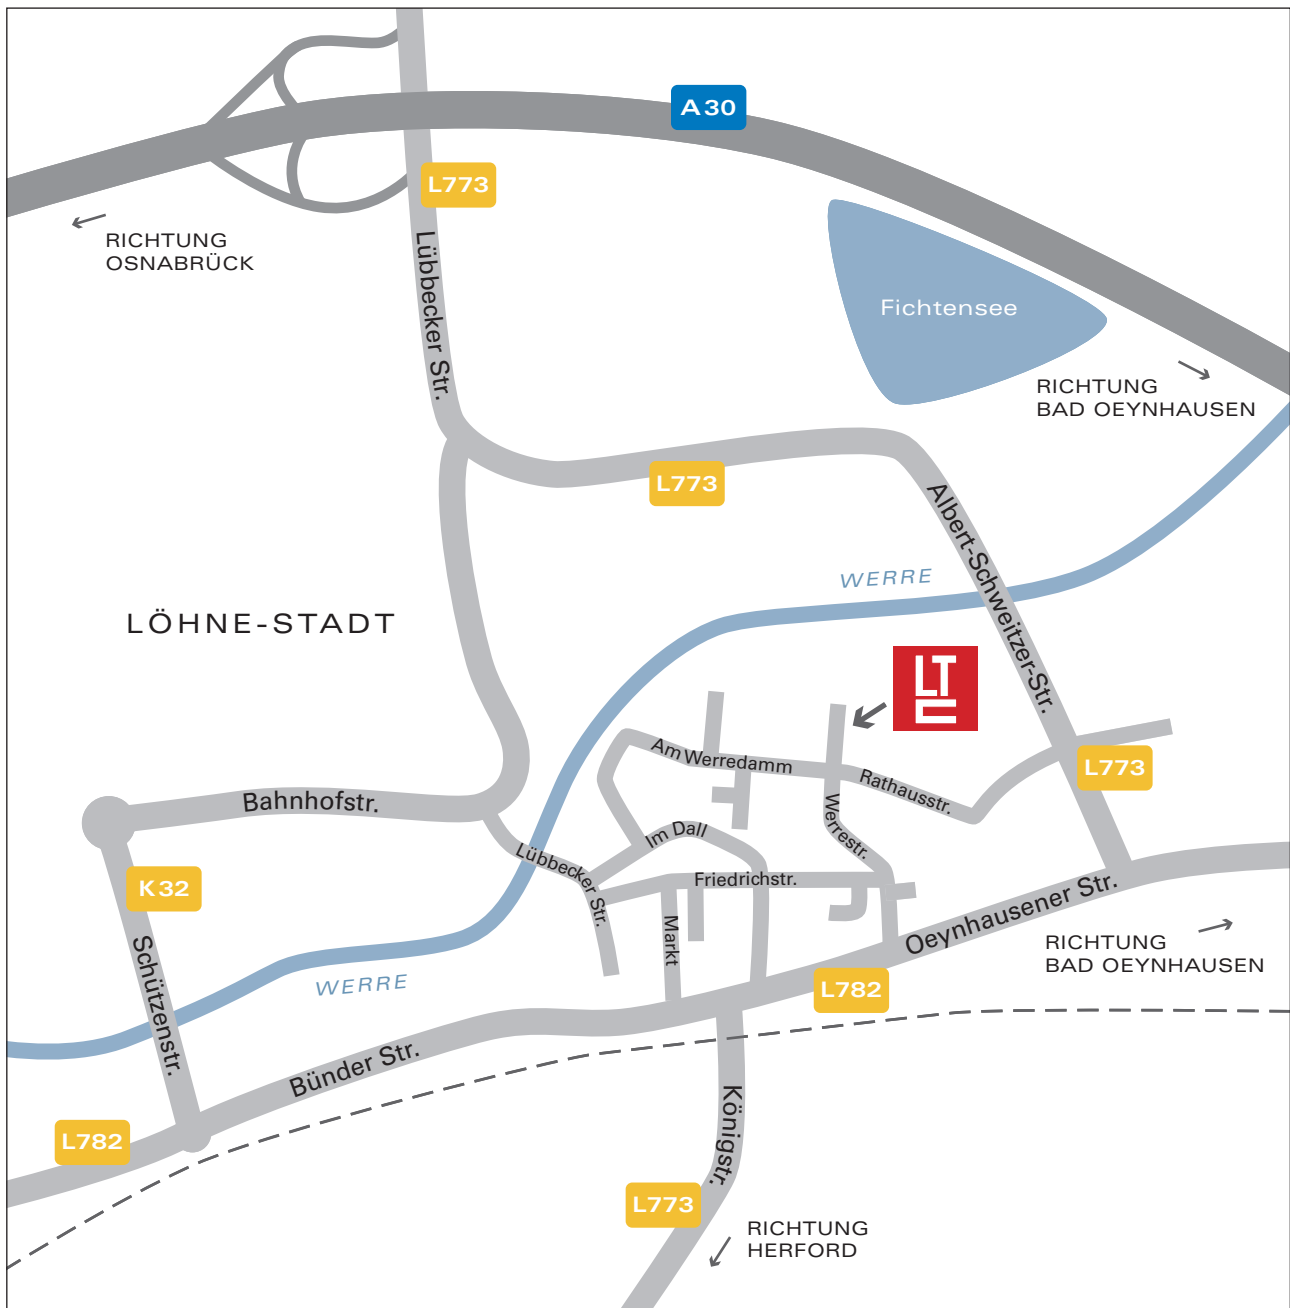 A30
L773
RICHTUNG
OSNABRÜCK
Lübbecker Str.
Fichtensee
RICHTUNG
BAD OEYNHAUSEN
L773
Albert-Schweitzer-Str.
WERRE
LÖHNE-STADT
LTE
Am Werredamm
Rathausstr.
L773
Bahnhofstr.
Werrestr.
Im Dall
Lübbecker Str.
Friedrichstr.
K32
Markt
Oeynhausener Str.
RICHTUNG
BAD OEYNHAUSEN
Schützenstr.
WERRE
L782
Bünder Str.
L782
Königstr.
L773
RICHTUNG
HERFORD